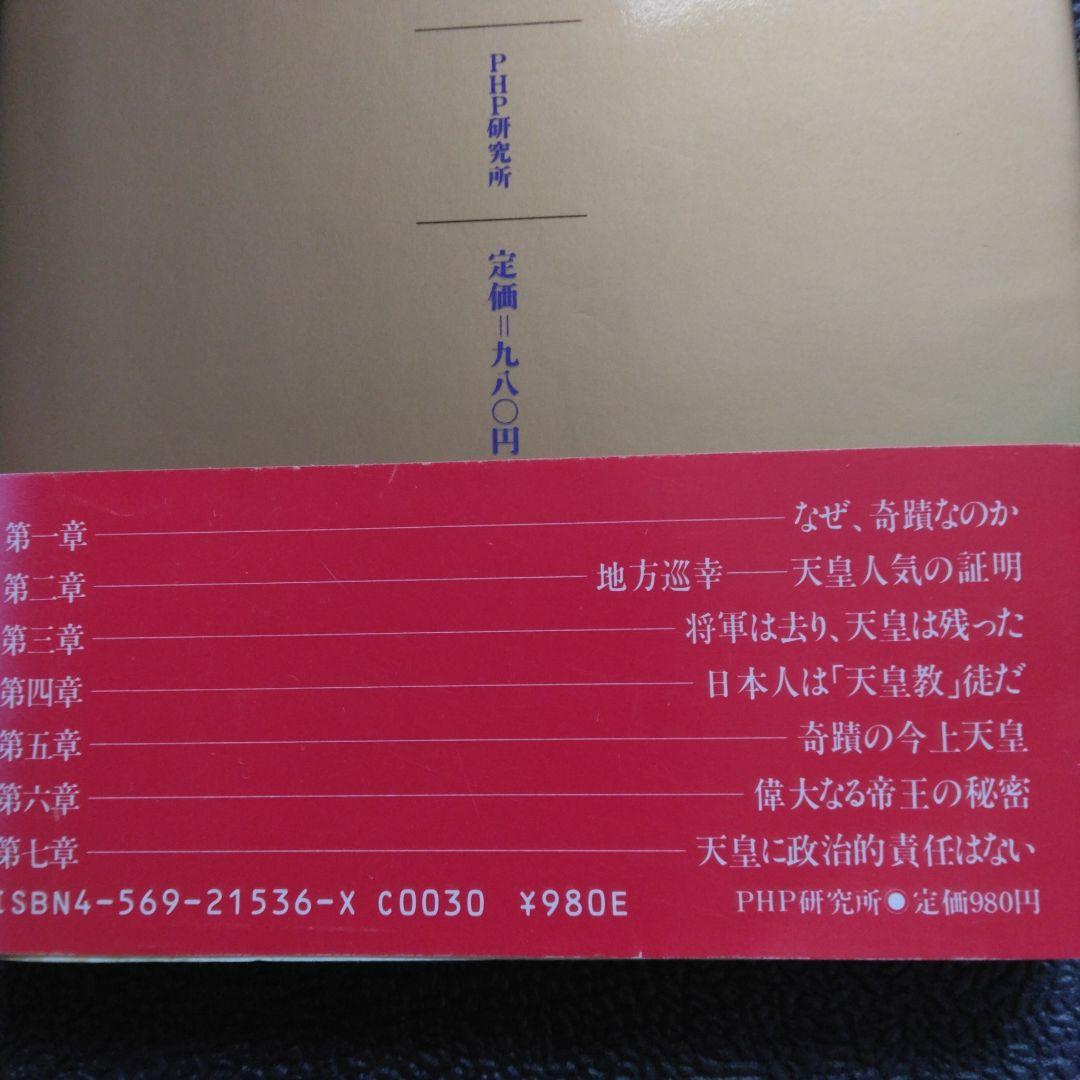 PHP研究所
定価＝九八〇円
第一章 なぜ、奇蹟なのか
第二章 地方巡幸――天皇人気の証明
第三章 将軍は去り、天皇は残った
第四章 日本人は「天皇教」徒だ
第五章 奇蹟の今上天皇
第六章 偉大なる帝王の秘密
第七章 天皇に政治的責任はない
ISBN4-569-21536-X C0030 ¥980E PHP研究所●定価980円